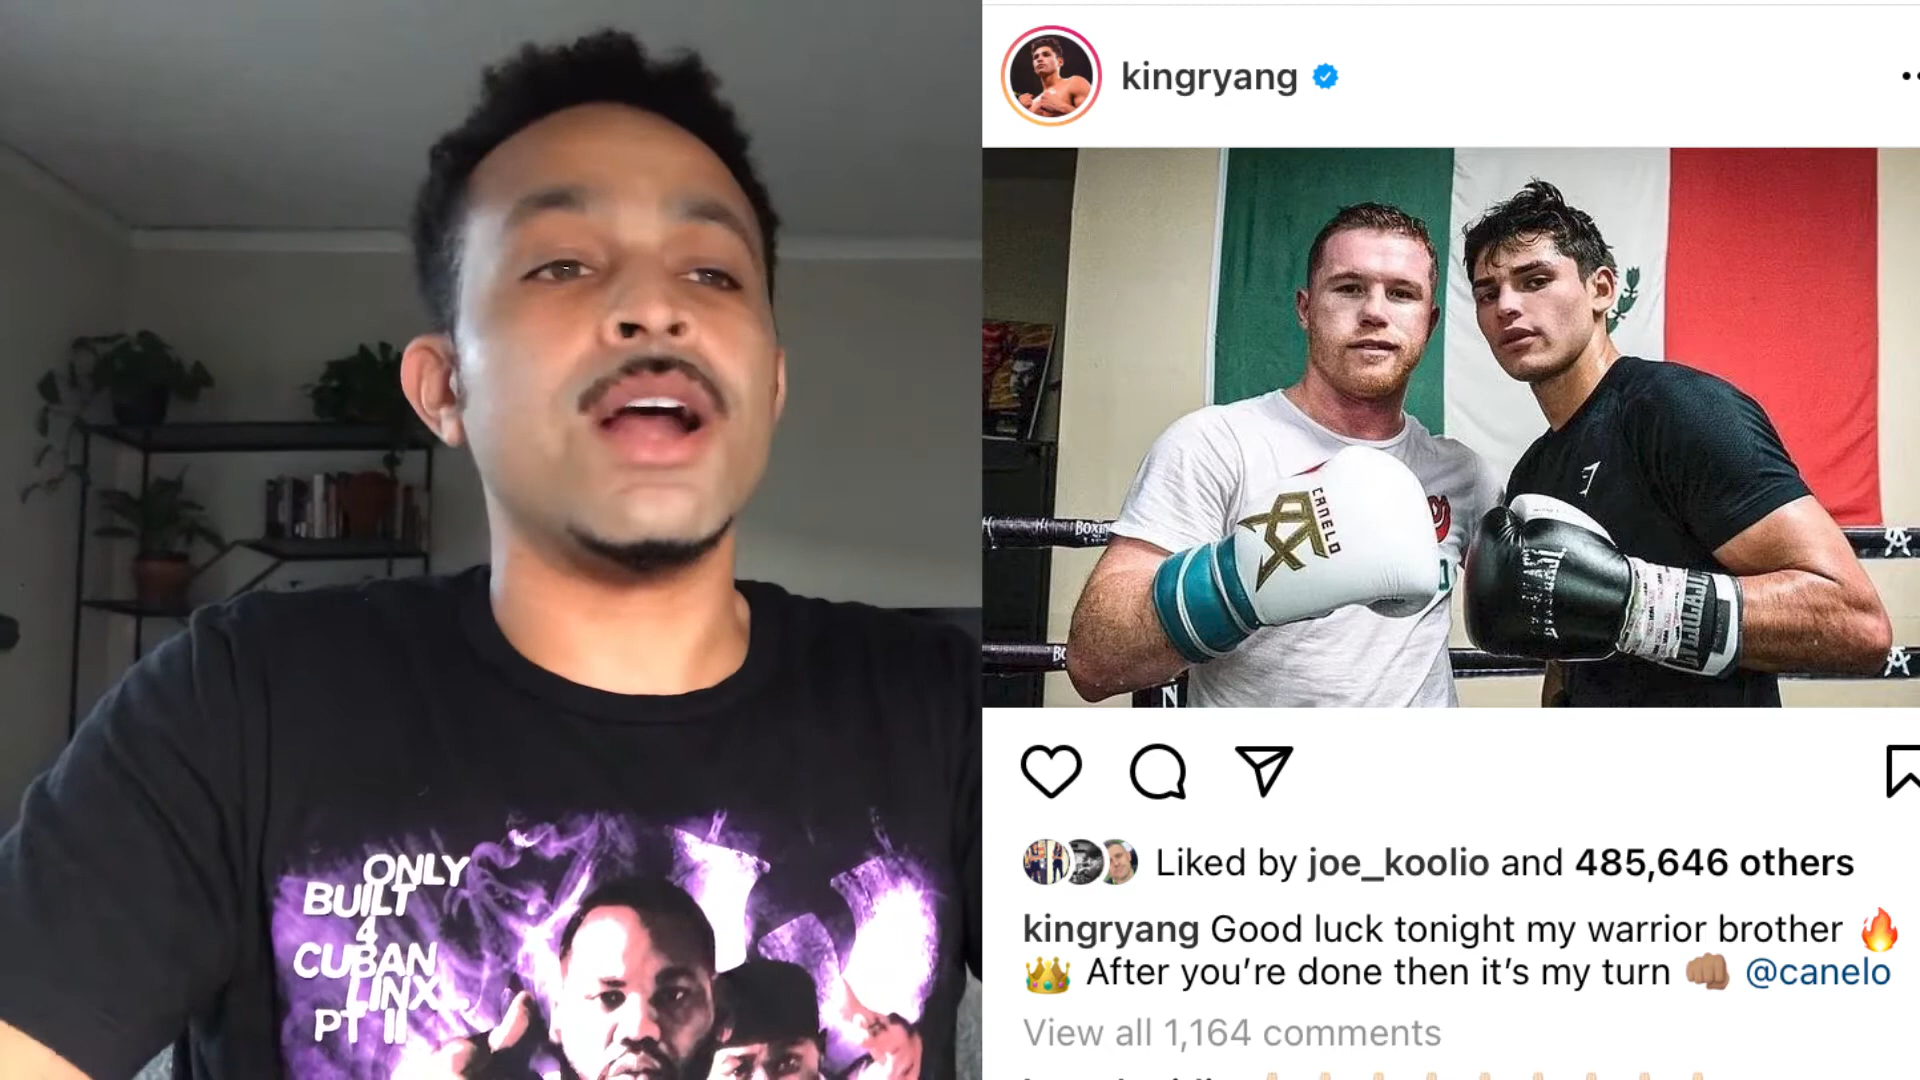 ONLY
BUILT
4
CUBAN
LINX
PT II
kingryang
CANELO
BOXING
N
Liked by joe_koolio and 485,646 others
kingryang Good luck tonight my warrior brother 🔥
👑 After you’re done then it’s my turn 👊🏽 @canelo
View all 1,164 comments